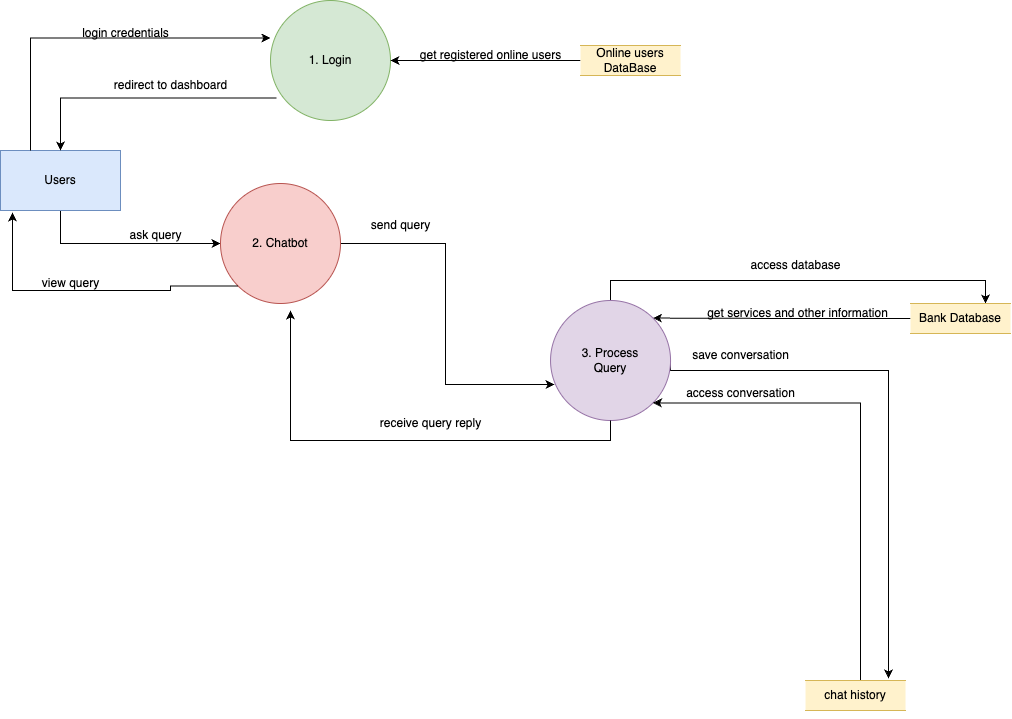 login credentials
1. Login
get registered online users
Online users
DataBase
redirect to dashboard
Users
ask query
2. Chatbot
send query
view query
access database
get services and other information
Bank Database
3. Process
Query
save conversation
access conversation
receive query reply
chat history